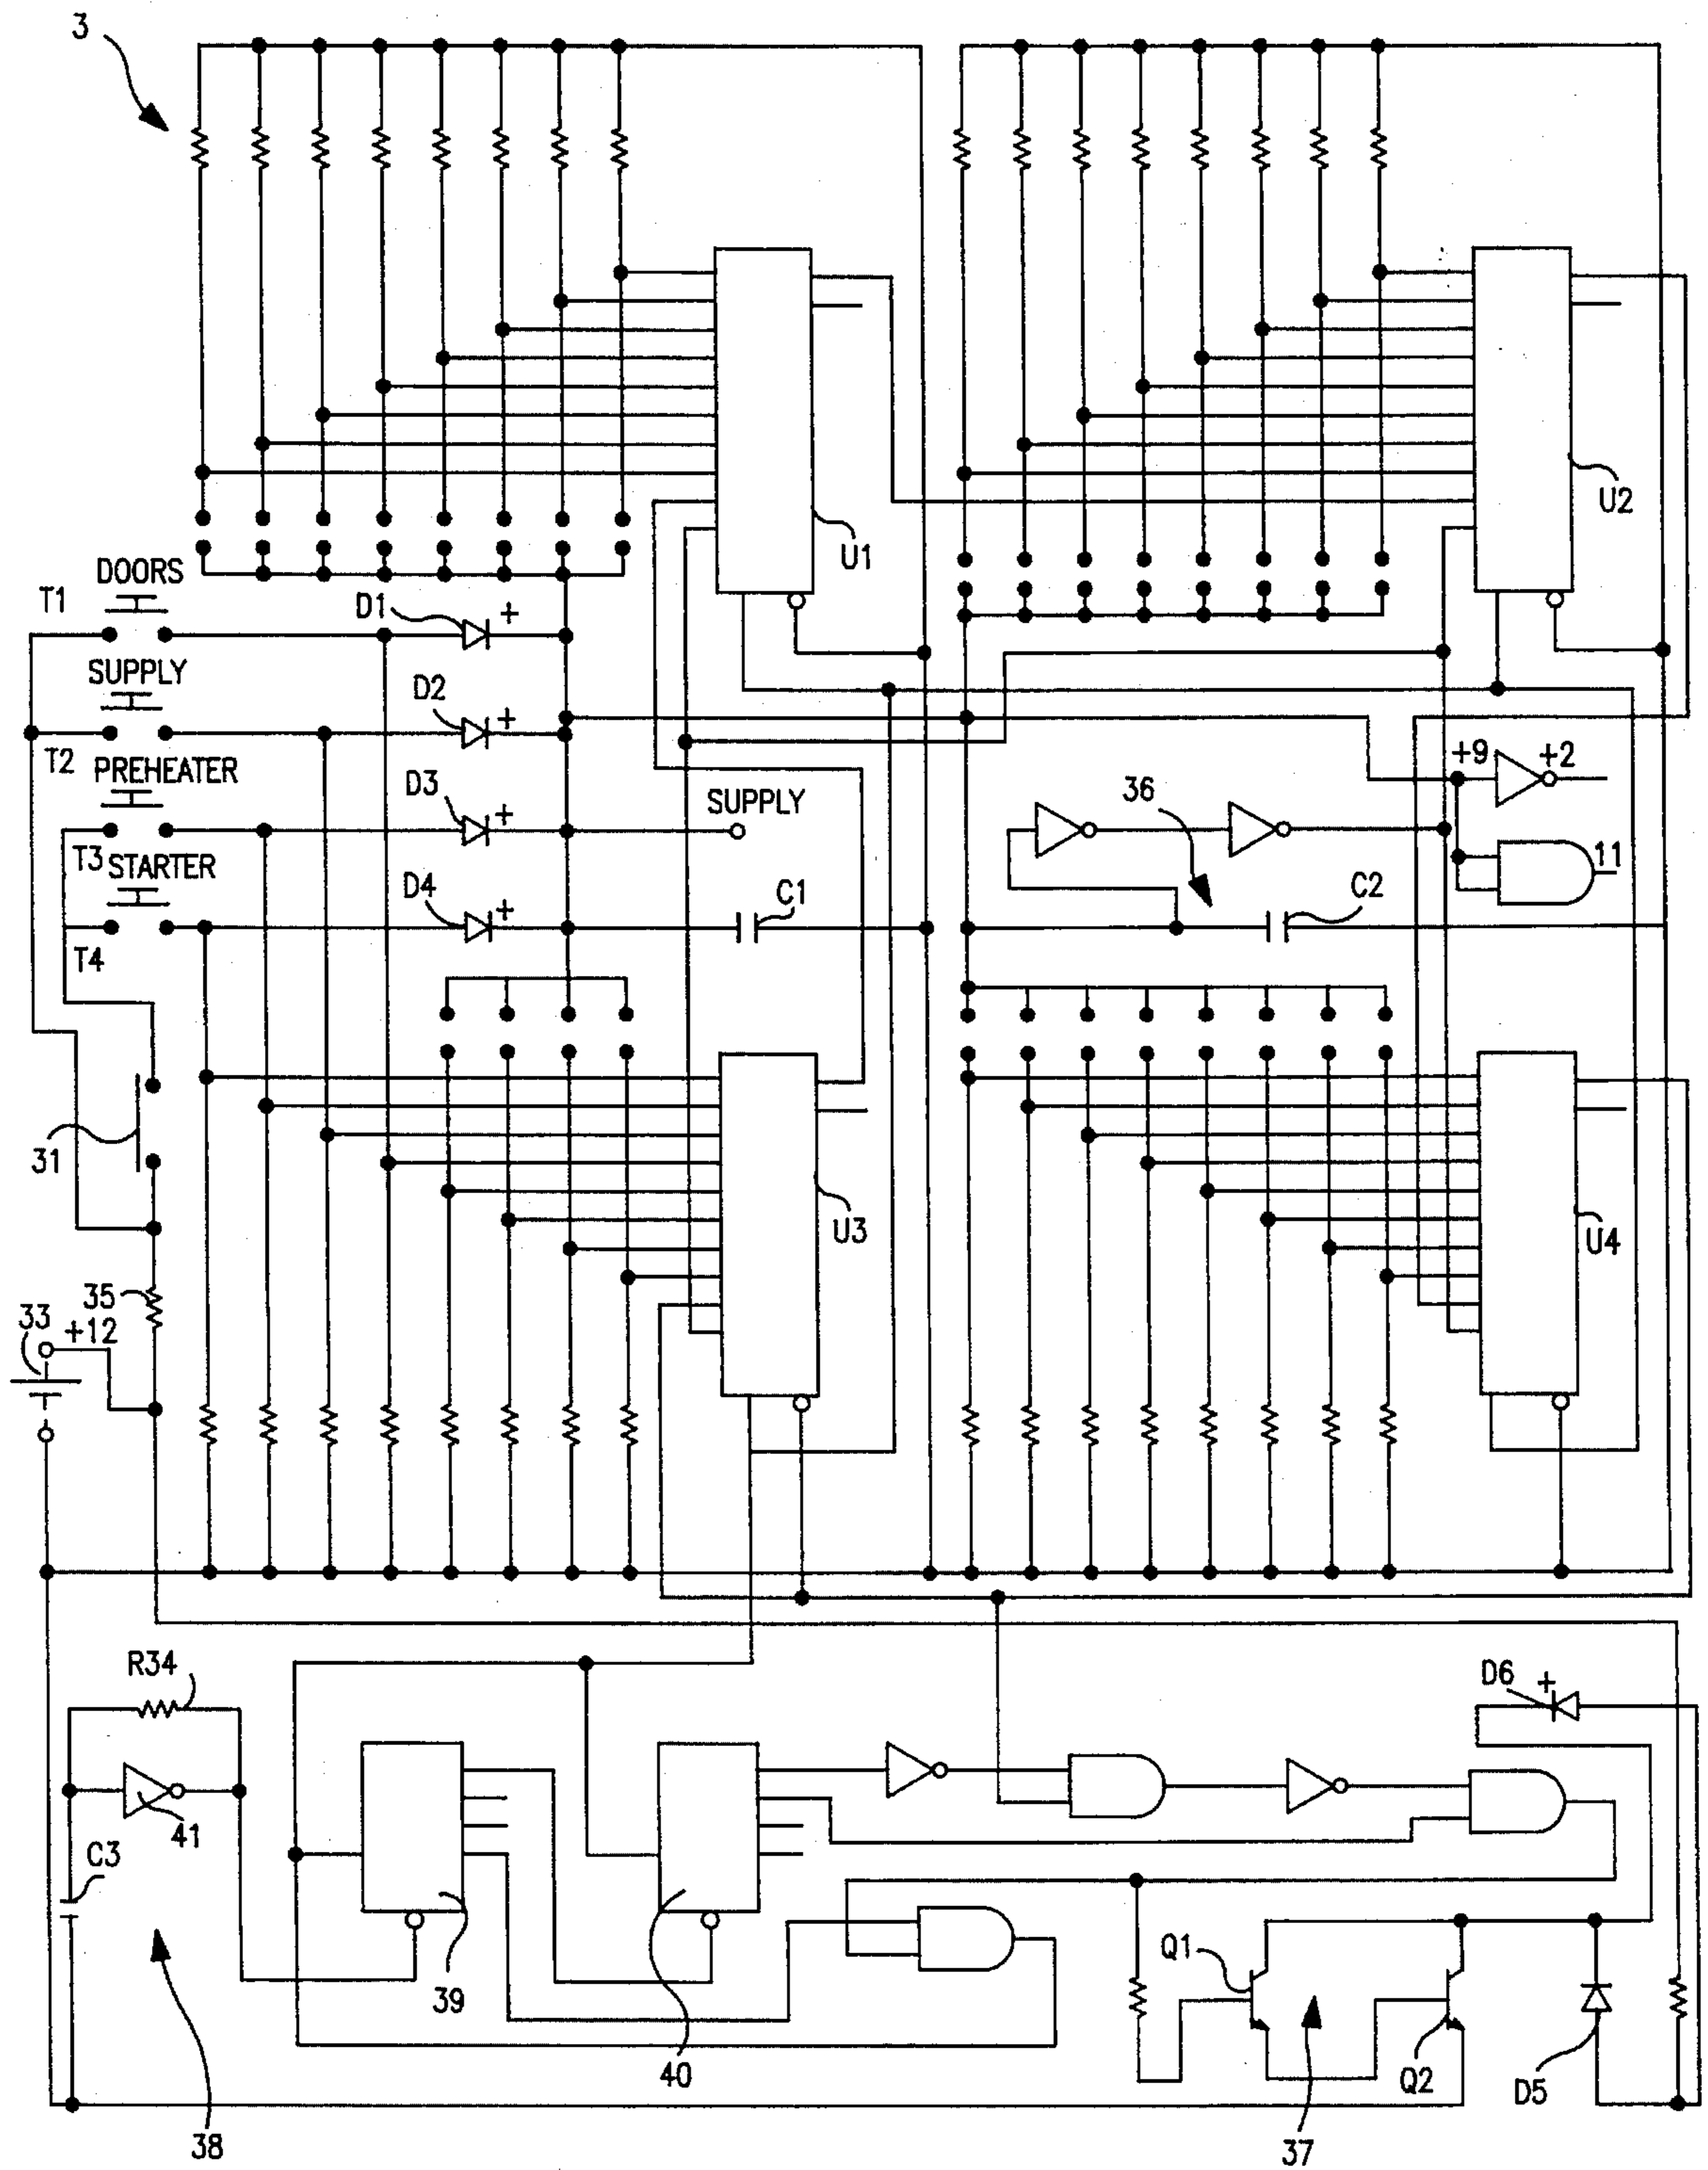 3
U1
U2
DOORS
T1
D1
+
SUPPLY
D2
+
T2
PREHEATER
D3
+
SUPPLY
36
+9
+2
T3
STARTER
D4
+
C1
C2
11
T4
31
U3
U4
35
33
+12
R34
D6
+
41
C3
39
40
Q1
Q2
D5
38
37